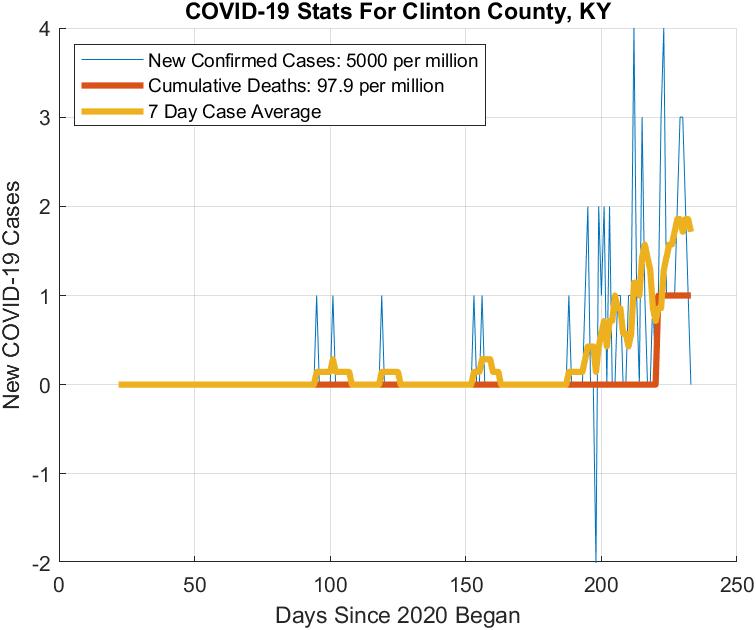 COVID-19 Stats For Clinton County, KY
New Confirmed Cases: 5000 per million
Cumulative Deaths: 97.9 per million
7 Day Case Average
New COVID-19 Cases
4
3
2
1
0
-1
-2
0 50 100 150 200 250
Days Since 2020 Began